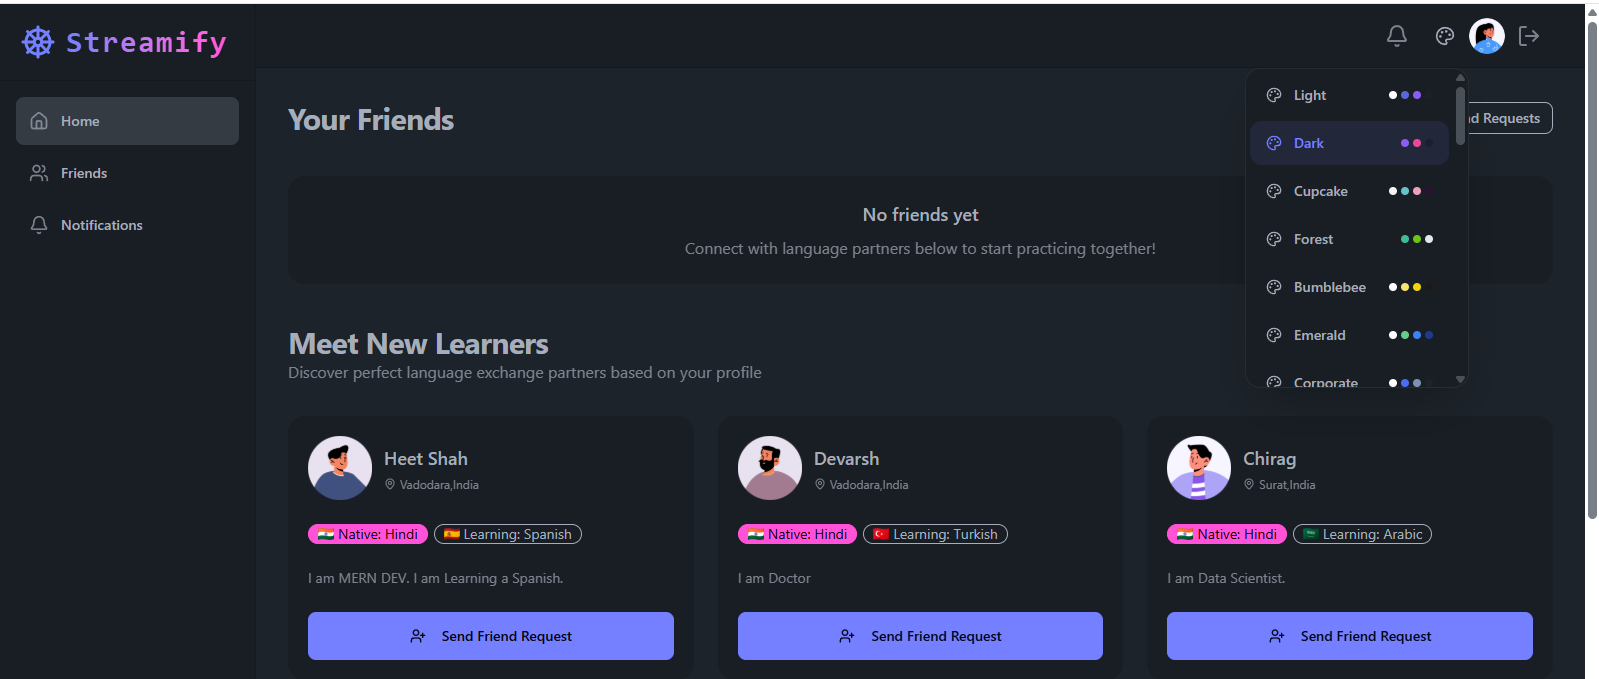 Streamify
Home
Friends
Notifications
Your Friends
Requests
No friends yet
Connect with language partners below to start practicing together!
Light
Dark
Cupcake
Forest
Bumblebee
Emerald
Corporate
Meet New Learners
Discover perfect language exchange partners based on your profile
Heet Shah
Vadodara,India
Native: Hindi Learning: Spanish
I am MERN DEV. I am Learning a Spanish.
Send Friend Request
Devarsh
Vadodara,India
Native: Hindi Learning: Turkish
I am Doctor
Send Friend Request
Chirag
Surat,India
Native: Hindi Learning: Arabic
I am Data Scientist.
Send Friend Request